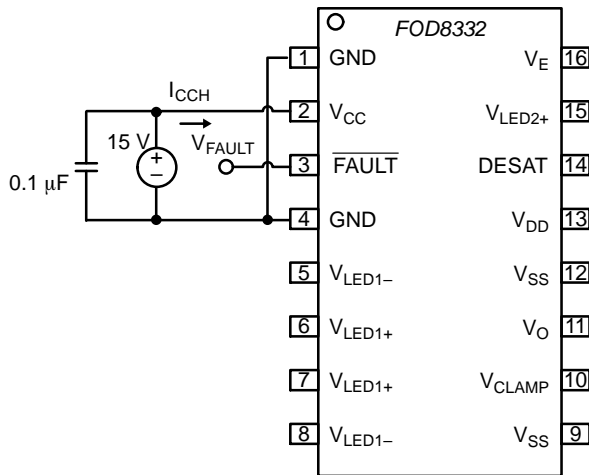 FOD8332
1 GND V_E 16
I_CCH
2 V_CC V_LED2+ 15
15 V + −
V_FAULT
3 F̅A̅U̅L̅T̅ DESAT 14
0.1 μF
4 GND V_DD 13
5 V_LED1− V_SS 12
6 V_LED1+ V_O 11
7 V_LED1+ V_CLAMP 10
8 V_LED1− V_SS 9